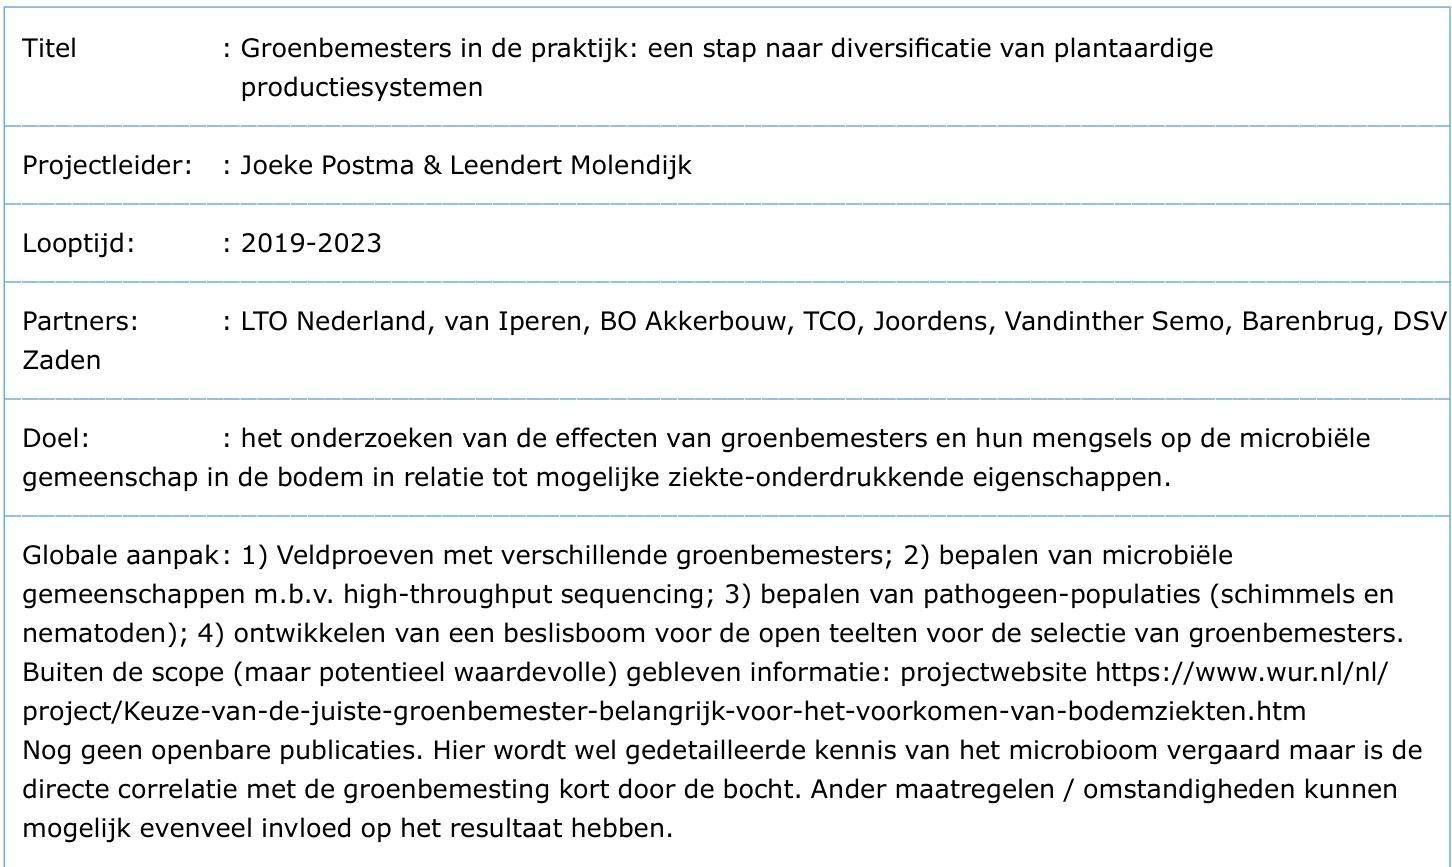 Titel : Groenbemesters in de praktijk: een stap naar diversificatie van plantaardige
productiesystemen
Projectleider: : Joeke Postma & Leendert Molendijk
Looptijd: : 2019-2023
Partners: : LTO Nederland, van Iperen, BO Akkerbouw, TCO, Joordens, Vandinther Semo, Barenbrug, DSV
Zaden
Doel: : het onderzoeken van de effecten van groenbemesters en hun mengsels op de microbiële
gemeenschap in de bodem in relatie tot mogelijke ziekte-onderdrukkende eigenschappen.
Globale aanpak: 1) Veldproeven met verschillende groenbemesters; 2) bepalen van microbiële
gemeenschappen m.b.v. high-throughput sequencing; 3) bepalen van pathogeen-populaties (schimmels en
nematoden); 4) ontwikkelen van een beslisboom voor de open teelten voor de selectie van groenbemesters.
Buiten de scope (maar potentieel waardevolle) gebleven informatie: projectwebsite https://www.wur.nl/nl/
project/Keuze-van-de-juiste-groenbemester-belangrijk-voor-het-voorkomen-van-bodemziekten.htm
Nog geen openbare publicaties. Hier wordt wel gedetailleerde kennis van het microbioom vergaard maar is de
directe correlatie met de groenbemesting kort door de bocht. Ander maatregelen / omstandigheden kunnen
mogelijk evenveel invloed op het resultaat hebben.